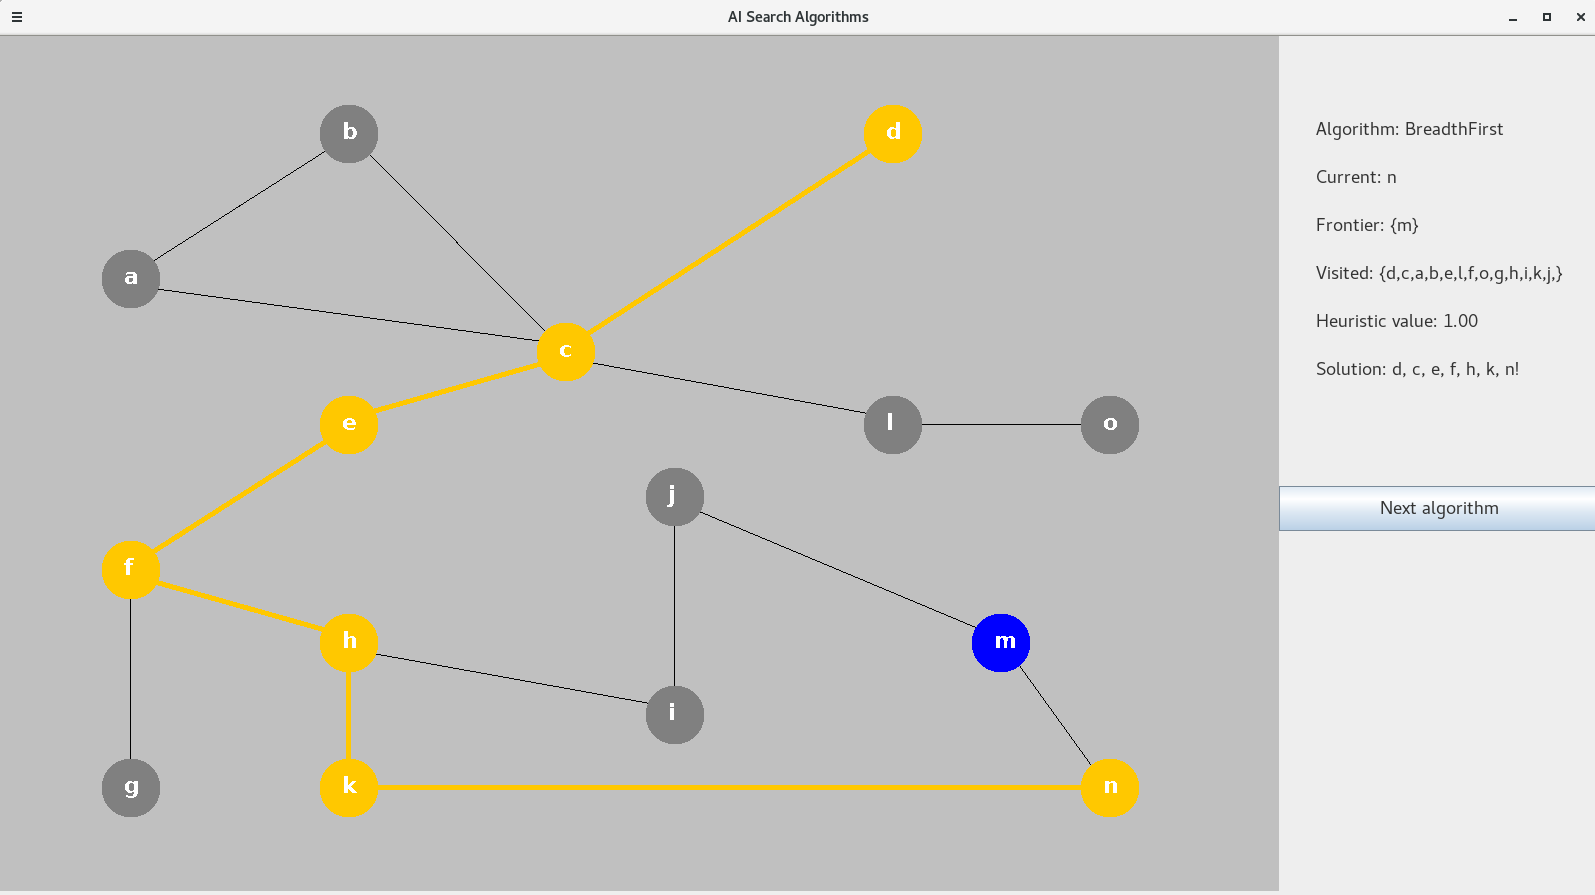 AI Search Algorithms
b
d
a
c
e
l
o
j
f
h
m
i
g
k
n
Algorithm: BreadthFirst
Current: n
Frontier: {m}
Visited: {d,c,a,b,e,l,f,o,g,h,i,k,j,}
Heuristic value: 1.00
Solution: d, c, e, f, h, k, n!
Next algorithm